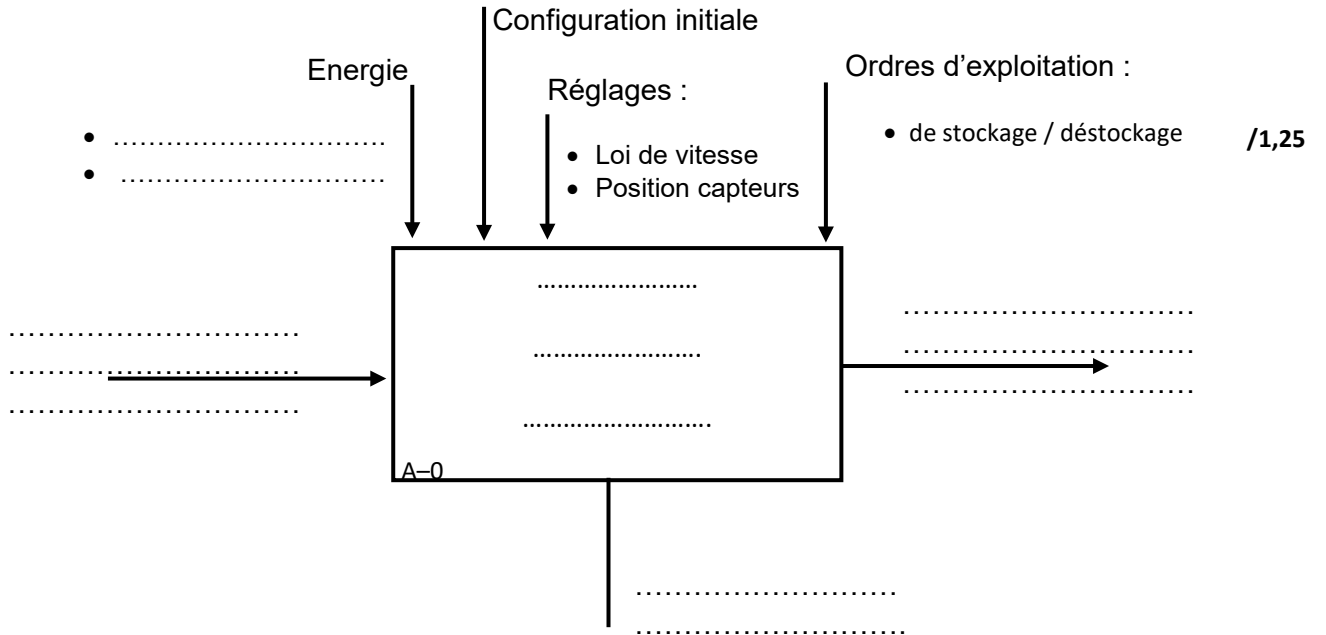 Configuration initiale
Energie
Ordres d’exploitation :
Réglages :
• de stockage / déstockage /1,25
• ..............................
• Loi de vitesse
• ..............................
• Position capteurs
........................
..............................
..............................
..............................
.........................
..............................
..............................
..............................
............................
A–0
...........................
............................